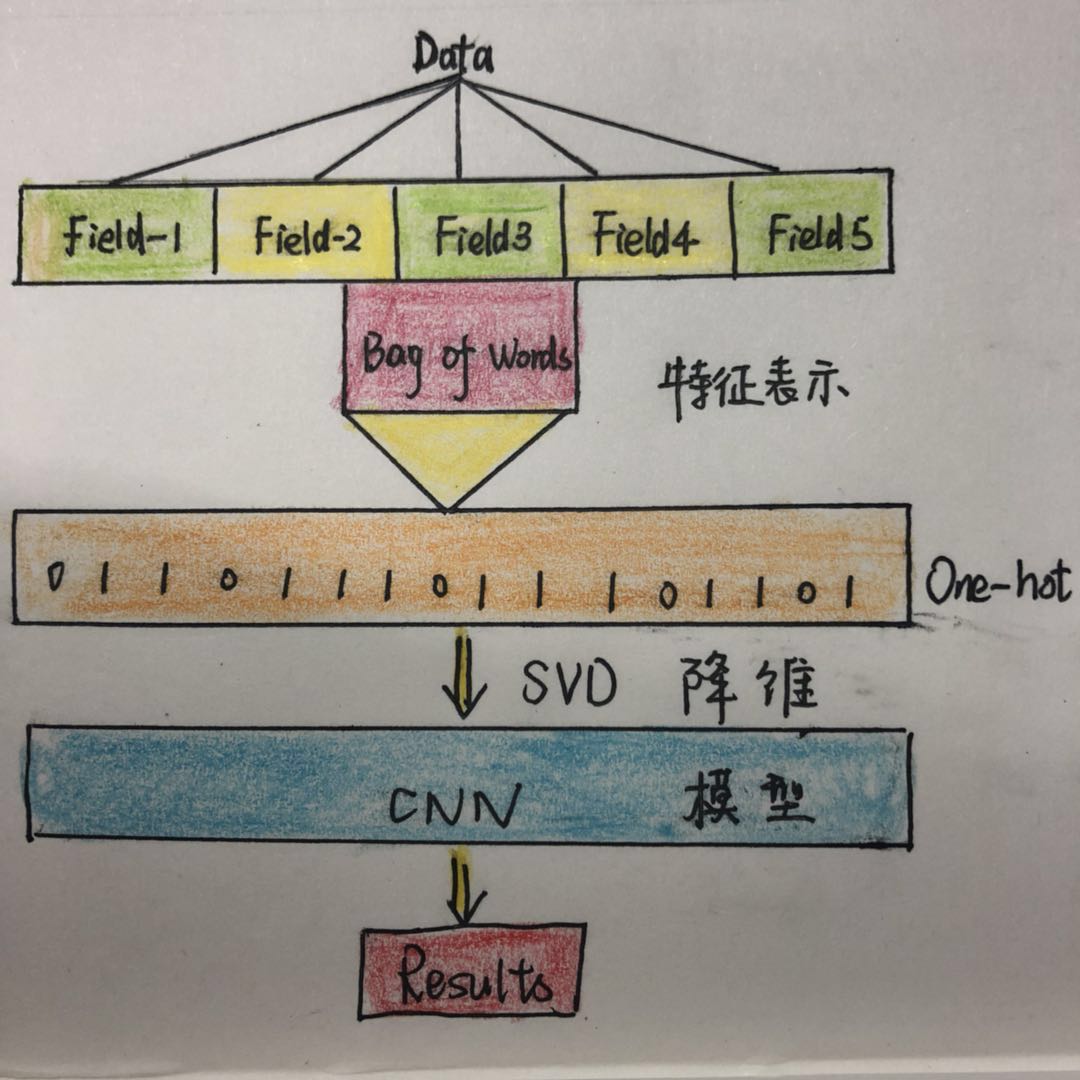 Data
Field-1 Field-2 Field3 Field4 Field5
Bag of Words
特征表示
0 1 1 0 1 1 1 0 1 1 1 0 1 1 0 1
One-hot
SVD 降维
CNN 模型
Results